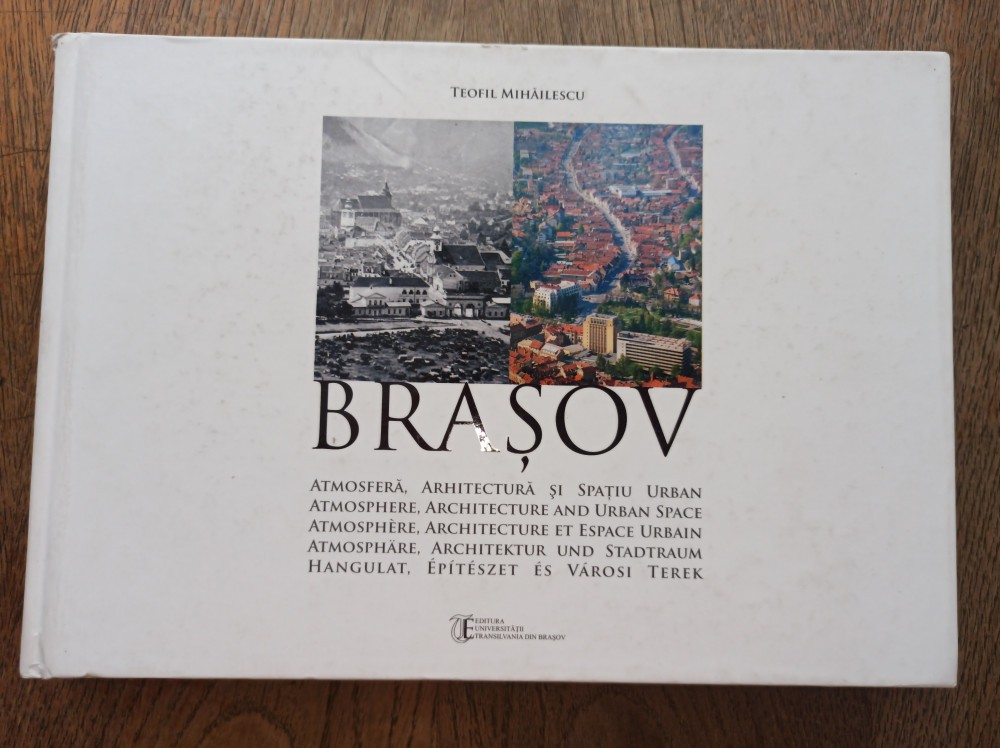 TEOFIL MIHĂILESCU
BRAȘOV
ATMOSFERĂ, ARHITECTURĂ ȘI SPAȚIU URBAN
ATMOSPHERE, ARCHITECTURE AND URBAN SPACE
ATMOSPHÈRE, ARCHITECTURE ET ESPACE URBAIN
ATMOSPHÄRE, ARCHITEKTUR UND STADTRAUM
HANGULAT, ÉPÍTÉSZET ÉS VÁROSI TEREK
EDITURA
UNIVERSITĂȚII
TRANSILVANIA DIN BRAȘOV